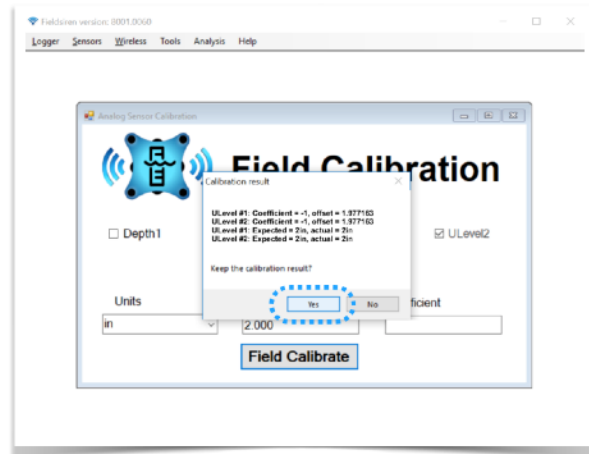 Fieldsiren version: 8001.0060
Logger Sensors Wireless Tools Analysis Help
Analog Sensor Calibration
Field Calibration
Calibration result
ULevel #1: Coefficient = -1, offset = 1.977163
ULevel #2: Coefficient = -1, offset = 1.977163
ULevel #1: Expected = 2in, actual = 2in
ULevel #2: Expected = 2in, actual = 2in
Depth1
ULevel2
Keep the calibration result?
Yes No
Units
ficient
in
2.000
Field Calibrate